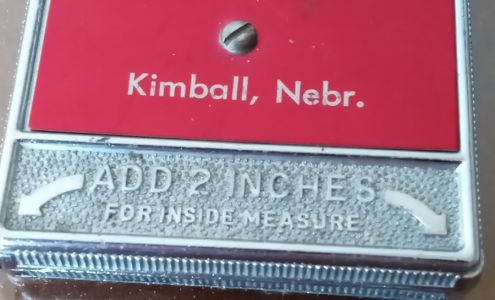 Kimball, Nebr.
ADD 2 INCHES
FOR INSIDE MEASURE